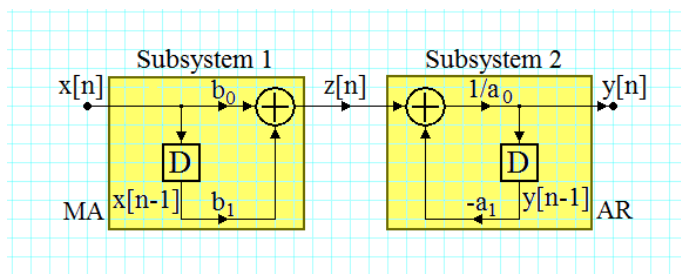 Subsystem 1 Subsystem 2
x[n] b₀ z[n] 1/a₀ y[n]
D D
MA x[n-1] b₁ -a₁ y[n-1] AR